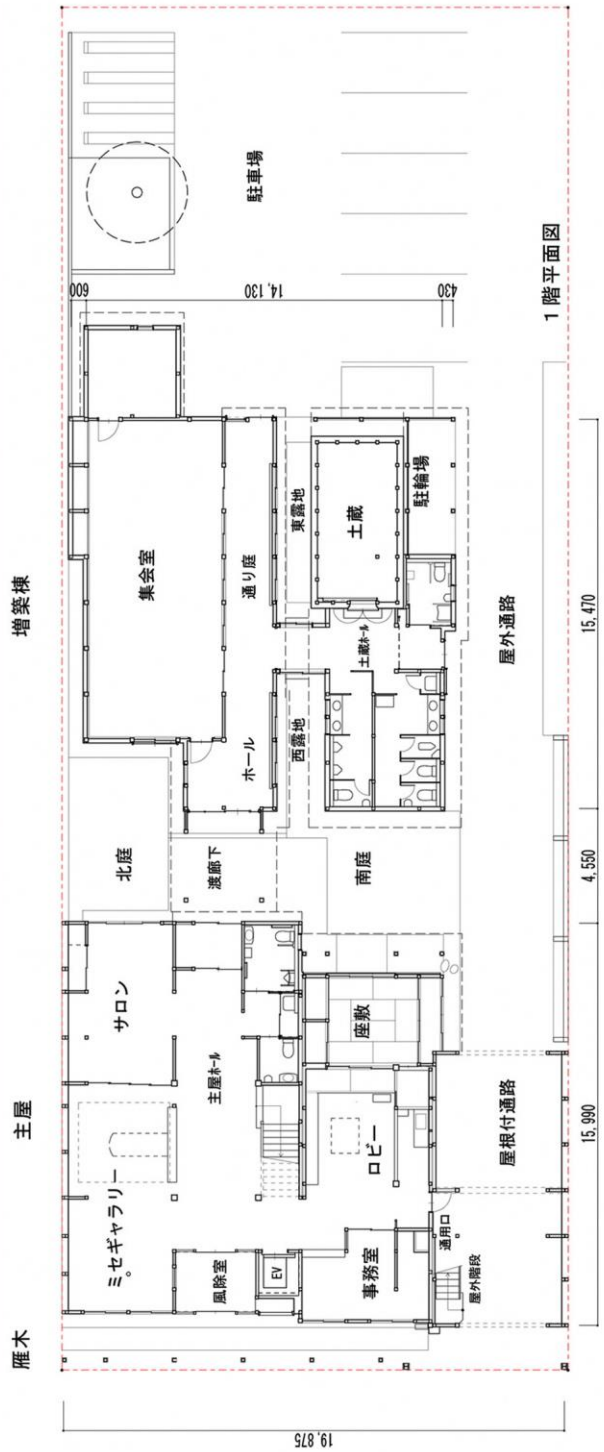 雁木
主屋
増築棟
ミセギャラリー
サロン
主屋ホール
風除室
EV
事務室
ロビー
座敷
通用口
屋外階段
屋根付通路
北庭
渡廊下
南庭
集会室
ホール
通り庭
西露地
東露地
土蔵ホール
土蔵
駐輪場
屋外通路
駐車場
600
14,130
430
19,875
15,990
4,550
15,470
1階平面図